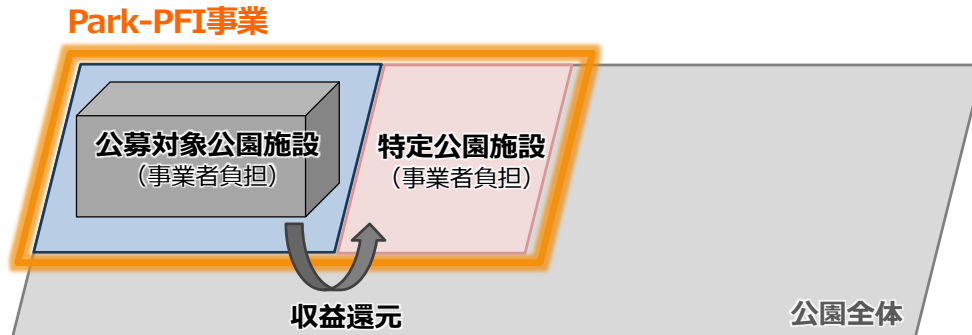 Park-PFI事業
公募対象公園施設
（事業者負担）
特定公園施設
（事業者負担）
収益還元
公園全体